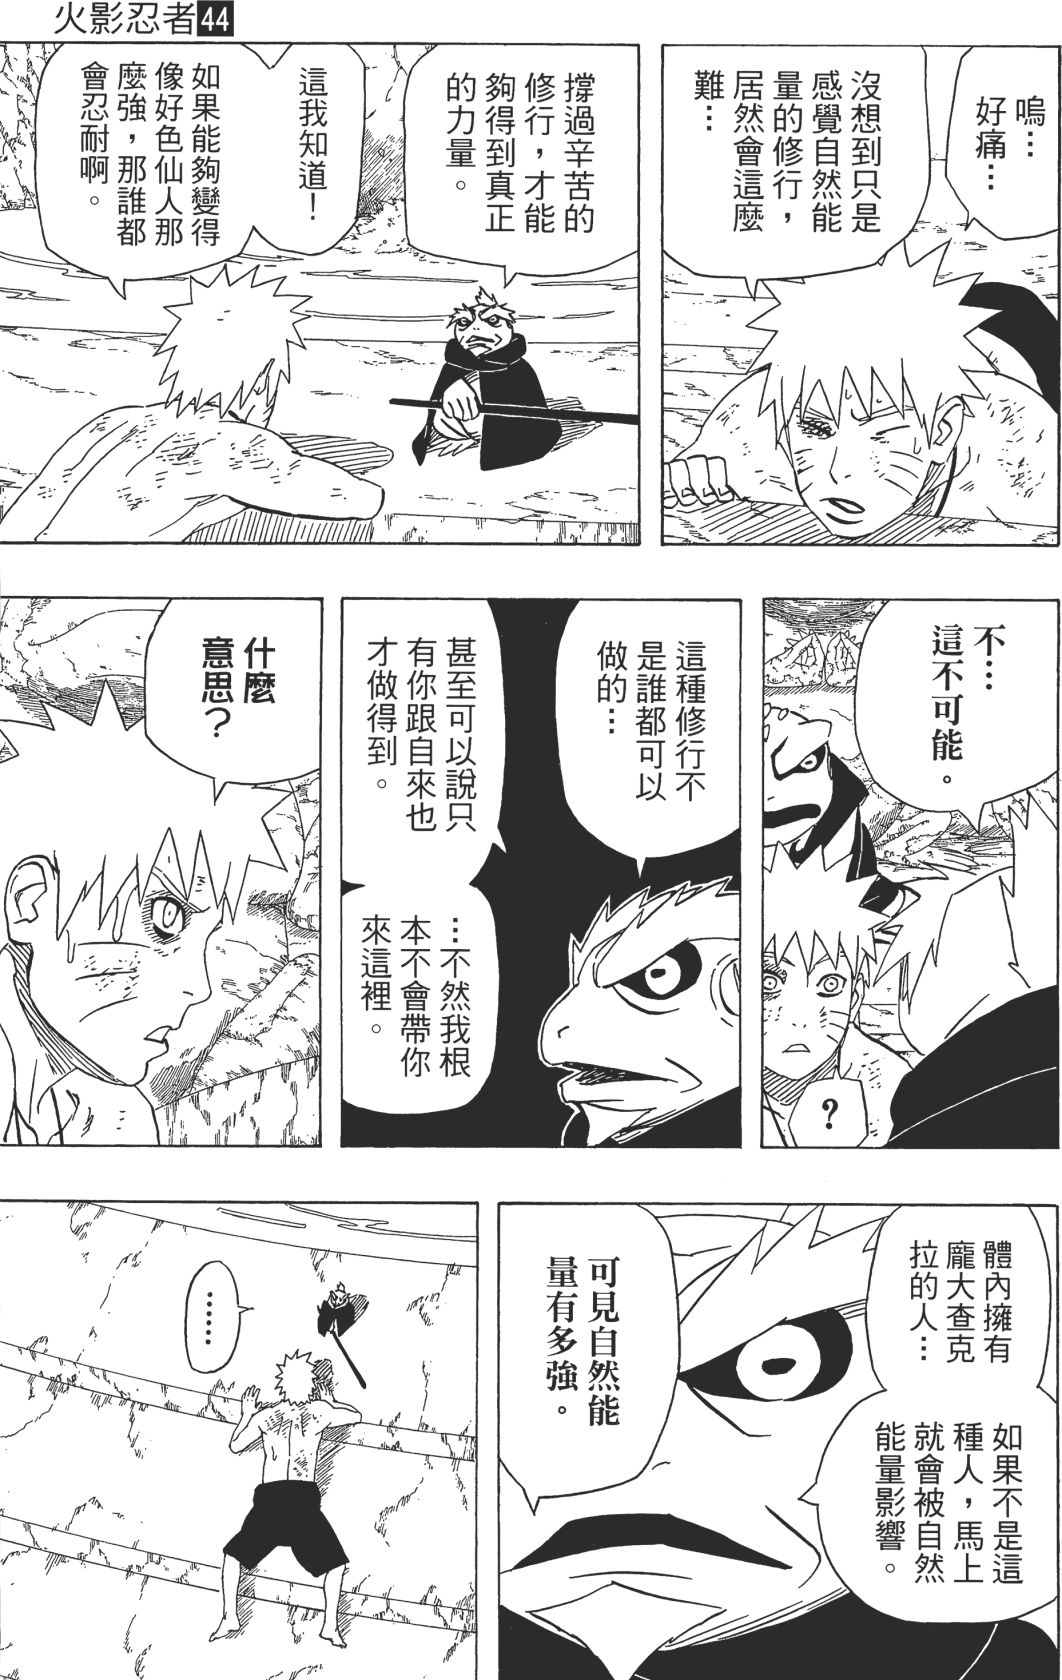 火影忍者44
嗚…
好痛…
沒想到只是
感覺自然能
量的修行，
居然會這麼
難…
撐過辛苦的
修行，才能
夠得到真正
的力量。
這我知道！
如果能夠變得
像好色仙人那
麼強，那誰都
會忍耐啊。
不…
這不可能。
？
這種修行不
是誰都可以
做的…
甚至可以說只
有你跟自來也
才做得到。
…不然我根
本不會帶你
來這裡。
什麼
意思？
體內擁有
龐大查克
拉的人…
如果不是這
種人，馬上
就會被自然
能量影響。
可見自然能
量有多強。
……